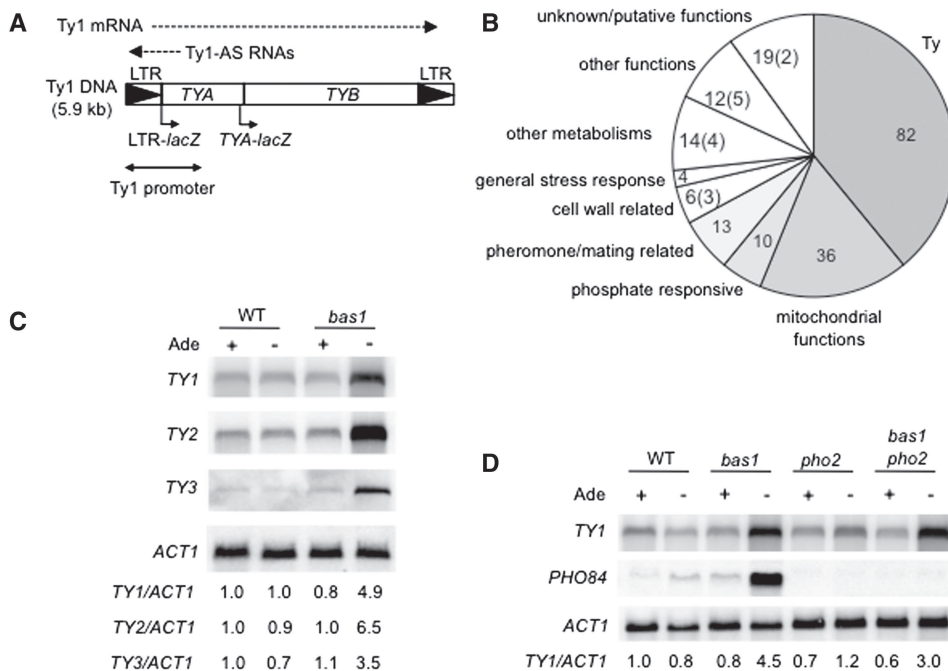 A
Ty1 mRNA
Ty1-AS RNAs
LTR
LTR
Ty1 DNA
(5.9 kb)
TYA
TYB
LTR-lacZ
TYA-lacZ
Ty1 promoter
B
unknown/putative functions
19(2)
Ty
other functions
12(5)
82
other metabolisms
14(4)
general stress response
4
cell wall related
6(3)
13
pheromone/mating related
10
36
phosphate responsive
mitochondrial
functions
C
WT bas1
Ade + - + -
TY1
TY2
TY3
ACT1
TY1/ACT1 1.0 1.0 0.8 4.9
TY2/ACT1 1.0 0.9 1.0 6.5
TY3/ACT1 1.0 0.7 1.1 3.5
D
WT bas1 pho2 bas1 pho2
Ade + - + - + - + -
TY1
PHO84
ACT1
TY1/ACT1 1.0 0.8 0.8 4.5 0.7 1.2 0.6 3.0